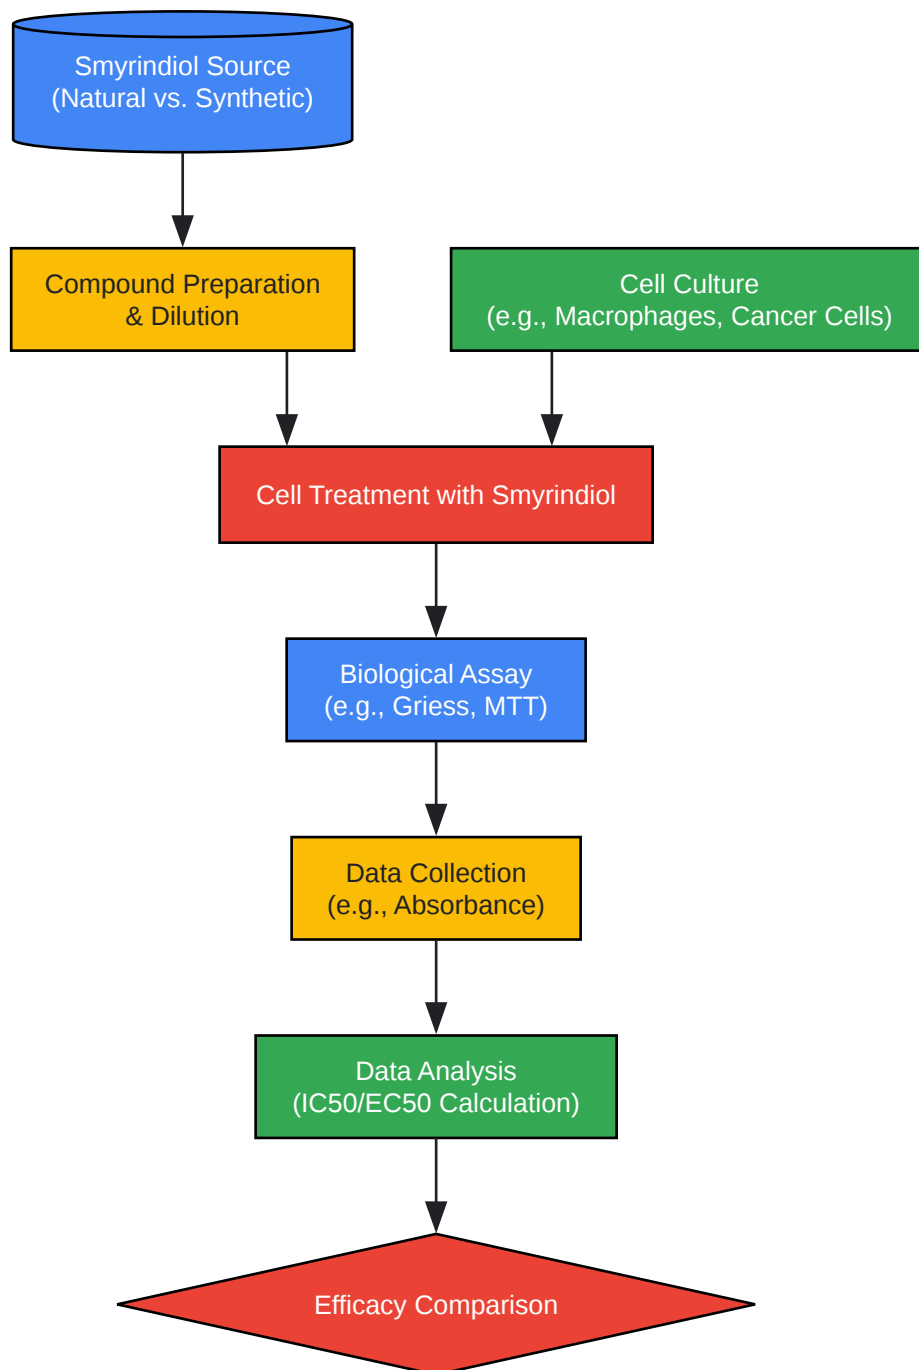 Smyrindiol Source
(Natural vs. Synthetic)
Compound Preparation
& Dilution
Cell Culture
(e.g., Macrophages, Cancer Cells)
Cell Treatment with Smyrindiol
Biological Assay
(e.g., Griess, MTT)
Data Collection
(e.g., Absorbance)
Data Analysis
(IC50/EC50 Calculation)
Efficacy Comparison